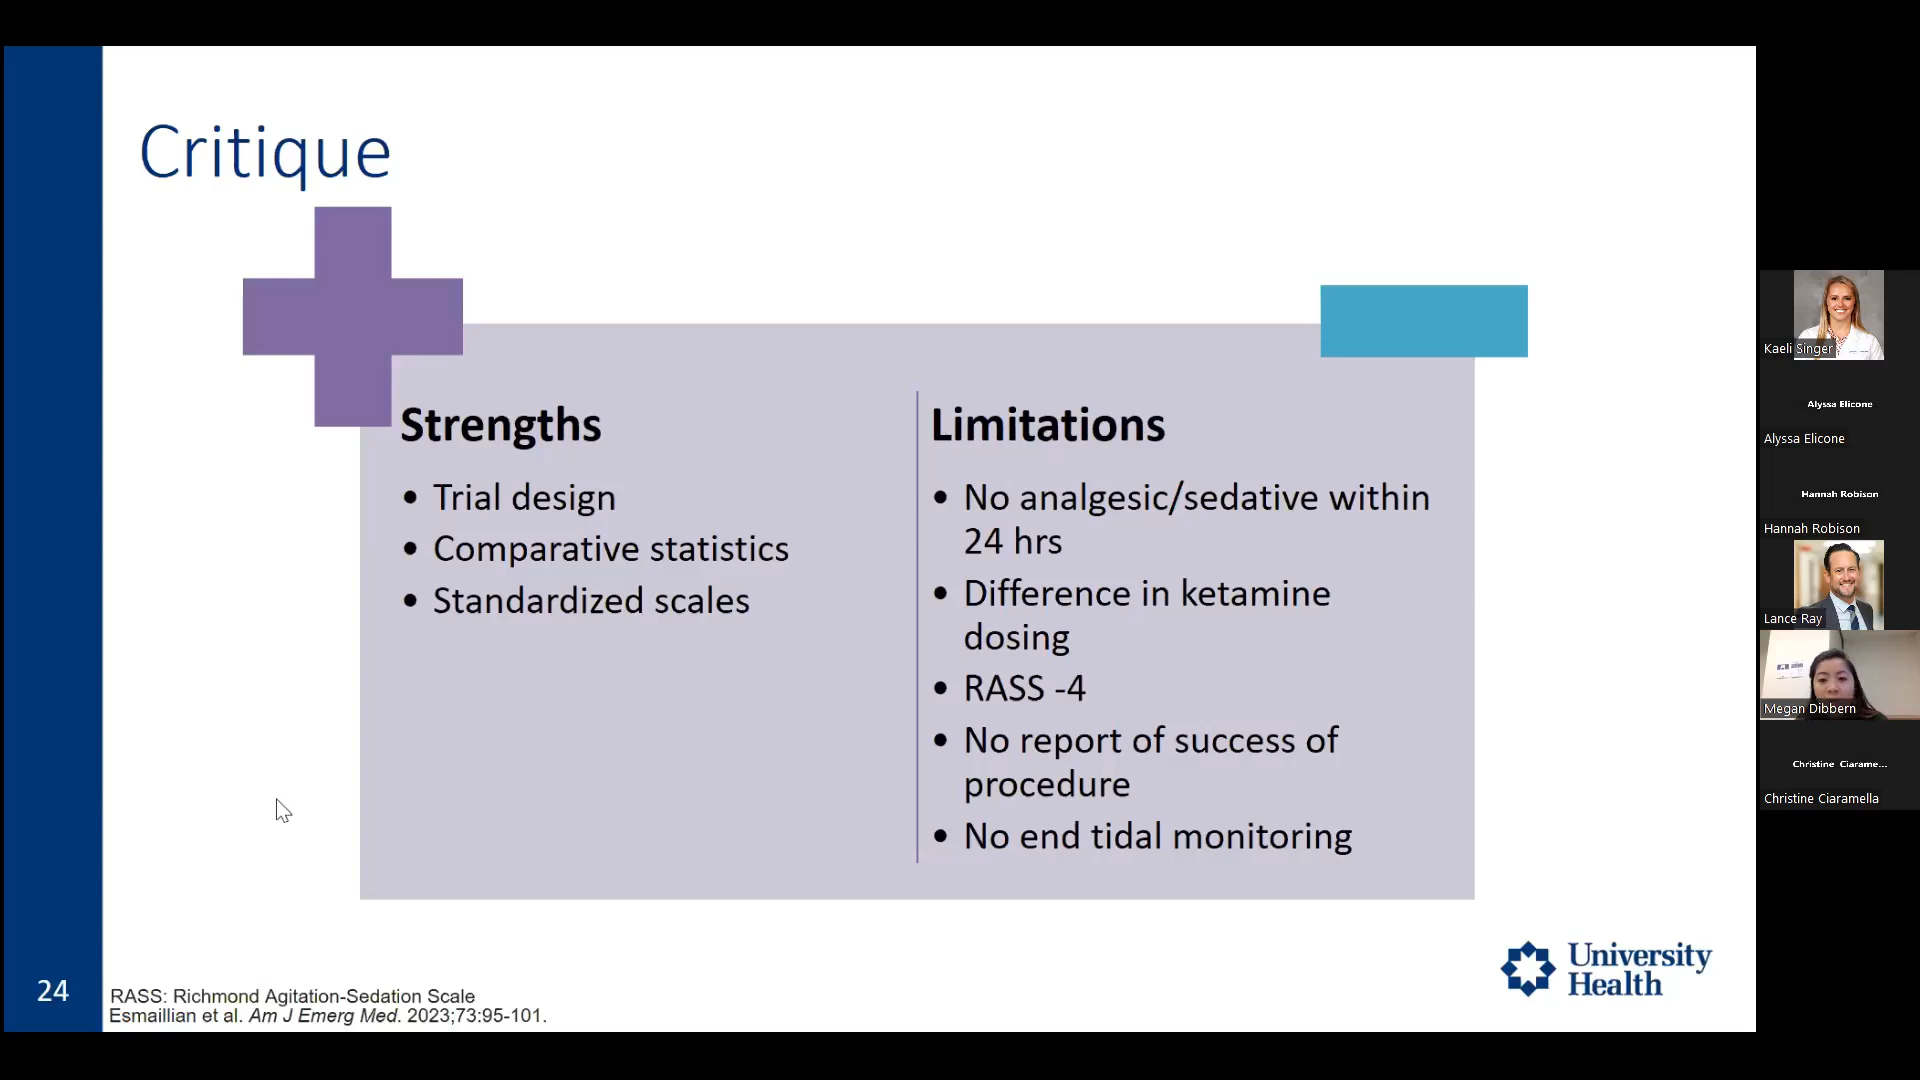 Critique
Strengths
• Trial design
• Comparative statistics
• Standardized scales
Limitations
• No analgesic/sedative within
24 hrs
• Difference in ketamine
dosing
• RASS -4
• No report of success of
procedure
• No end tidal monitoring
24
RASS: Richmond Agitation-Sedation Scale
Esmaillian et al. Am J Emerg Med. 2023;73:95-101.
University
Health
Kaeli Singer
Alyssa Elicone
Alyssa Elicone
Hannah Robison
Hannah Robison
Lance Ray
Megan Dibbern
Christine Ciarame...
Christine Ciaramella